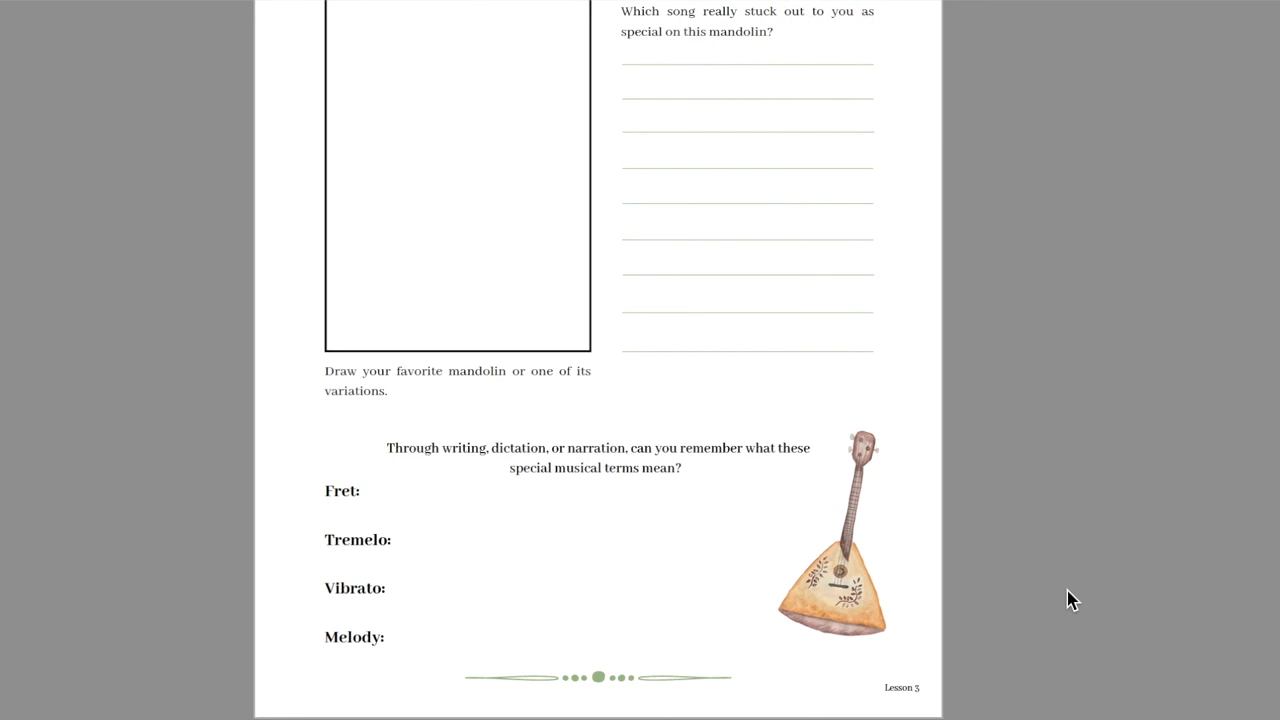 Which song really stuck out to you as
special on this mandolin?
Draw your favorite mandolin or one of its
variations.
Through writing, dictation, or narration, can you remember what these
special musical terms mean?
Fret:
Tremelo:
Vibrato:
Melody:
Lesson 3